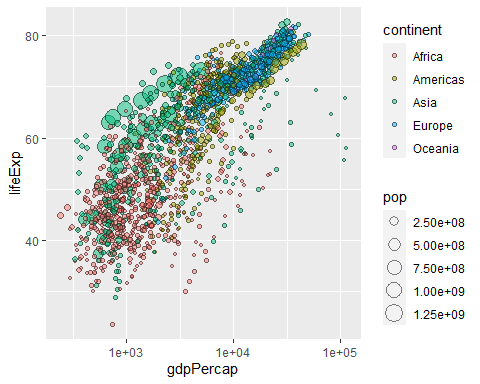 80
60
40
lifeExp
1e+03
1e+04
1e+05
gdpPercap
continent
Africa
Americas
Asia
Europe
Oceania
pop
2.50e+08
5.00e+08
7.50e+08
1.00e+09
1.25e+09